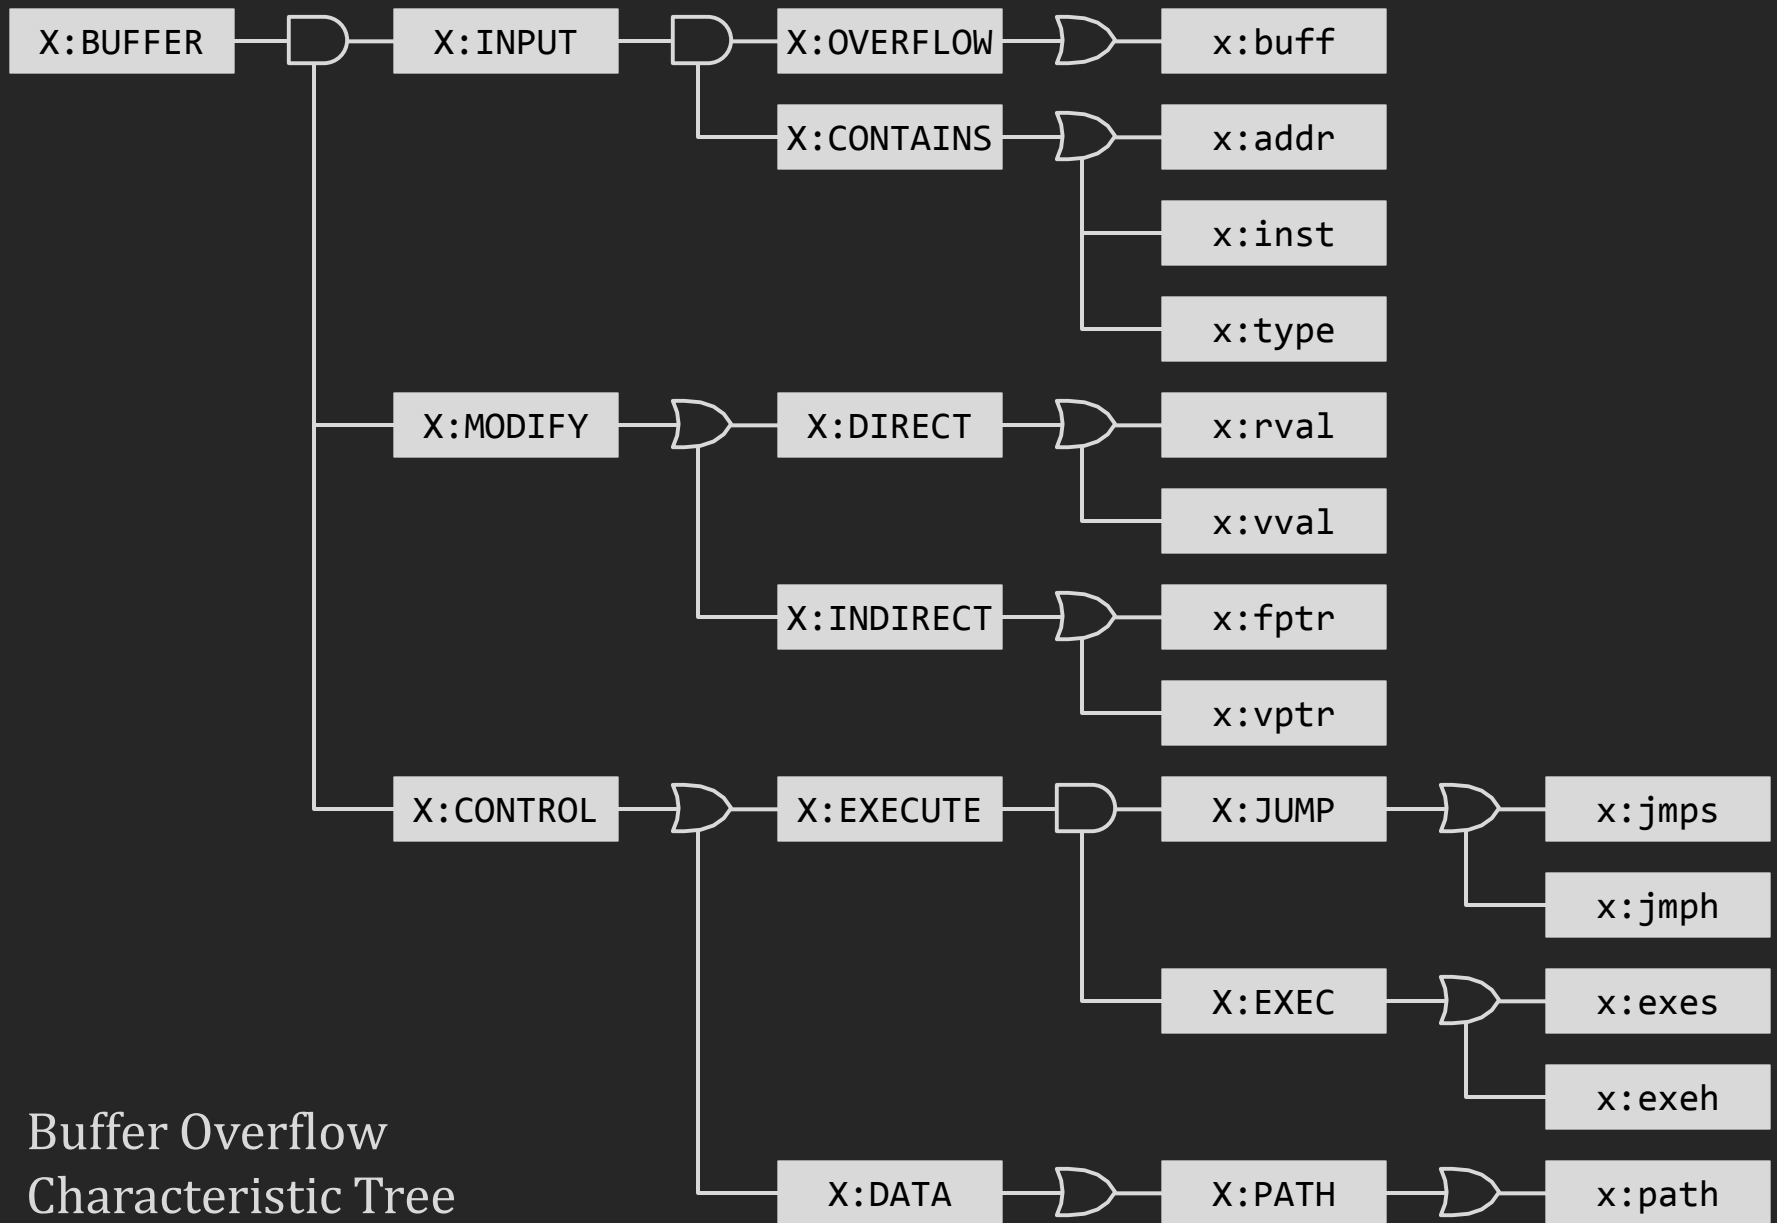 X:BUFFER X:INPUT X:OVERFLOW x:buff
X:CONTAINS x:addr
x:inst
x:type
X:MODIFY X:DIRECT x:rval
x:vval
X:INDIRECT x:fptr
x:vptr
X:CONTROL X:EXECUTE X:JUMP x:jmps
x:jmph
X:EXEC x:exes
x:exeh
X:DATA X:PATH x:path
Buffer Overflow
Characteristic Tree